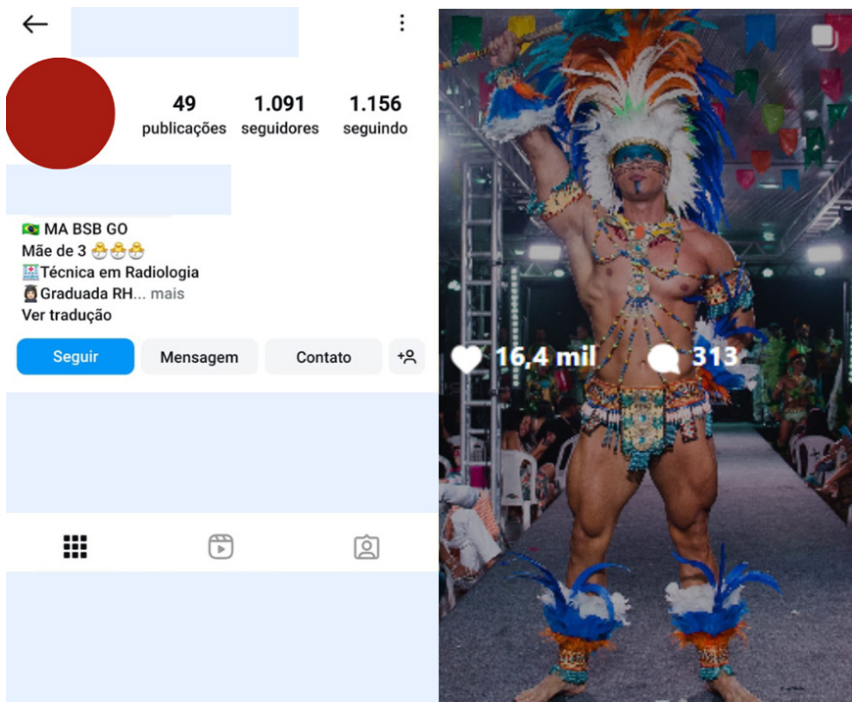 49 1.091 1.156
publicações seguidores seguindo
MA BSB GO
Mãe de 3
Técnica em Radiologia
Graduada RH... mais
Ver tradução
Seguir Mensagem Contato
16,4 mil 313